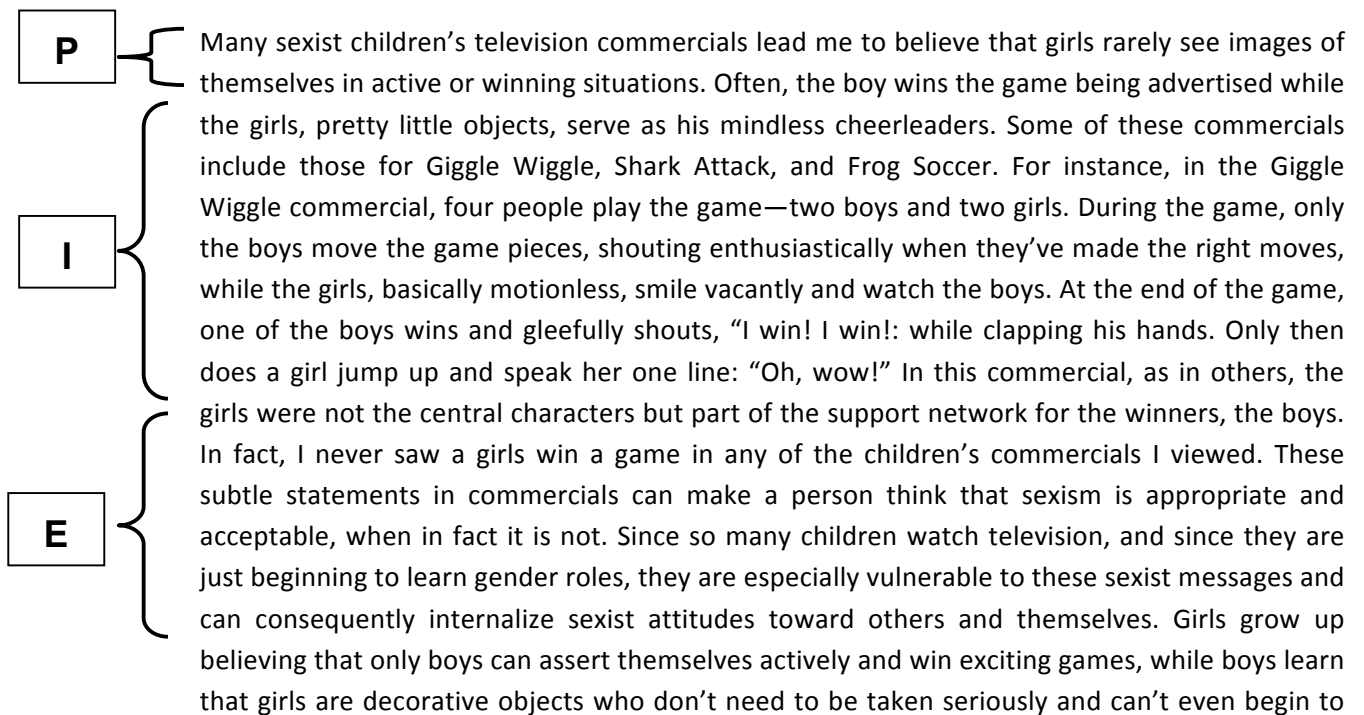 P
Many sexist children’s television commercials lead me to believe that girls rarely see images of
themselves in active or winning situations. Often, the boy wins the game being advertised while
the girls, pretty little objects, serve as his mindless cheerleaders. Some of these commercials
include those for Giggle Wiggle, Shark Attack, and Frog Soccer. For instance, in the Giggle
Wiggle commercial, four people play the game—two boys and two girls. During the game, only
I
the boys move the game pieces, shouting enthusiastically when they’ve made the right moves,
while the girls, basically motionless, smile vacantly and watch the boys. At the end of the game,
one of the boys wins and gleefully shouts, “I win! I win!: while clapping his hands. Only then
does a girl jump up and speak her one line: “Oh, wow!” In this commercial, as in others, the
girls were not the central characters but part of the support network for the winners, the boys.
In fact, I never saw a girls win a game in any of the children’s commercials I viewed. These
subtle statements in commercials can make a person think that sexism is appropriate and
E
acceptable, when in fact it is not. Since so many children watch television, and since they are
just beginning to learn gender roles, they are especially vulnerable to these sexist messages and
can consequently internalize sexist attitudes toward others and themselves. Girls grow up
believing that only boys can assert themselves actively and win exciting games, while boys learn
that girls are decorative objects who don’t need to be taken seriously and can’t even begin to